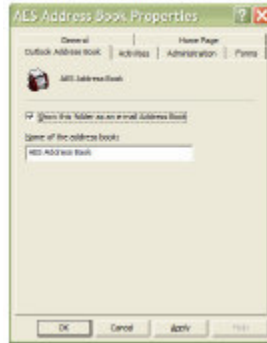 AES Address Book Properties
General Home Page
Outlook Address Book Activities Administration Forms
AES Address Book
Show this folder as an e-mail Address Book
Name of the address book:
AES Address Book
OK Cancel Apply Help